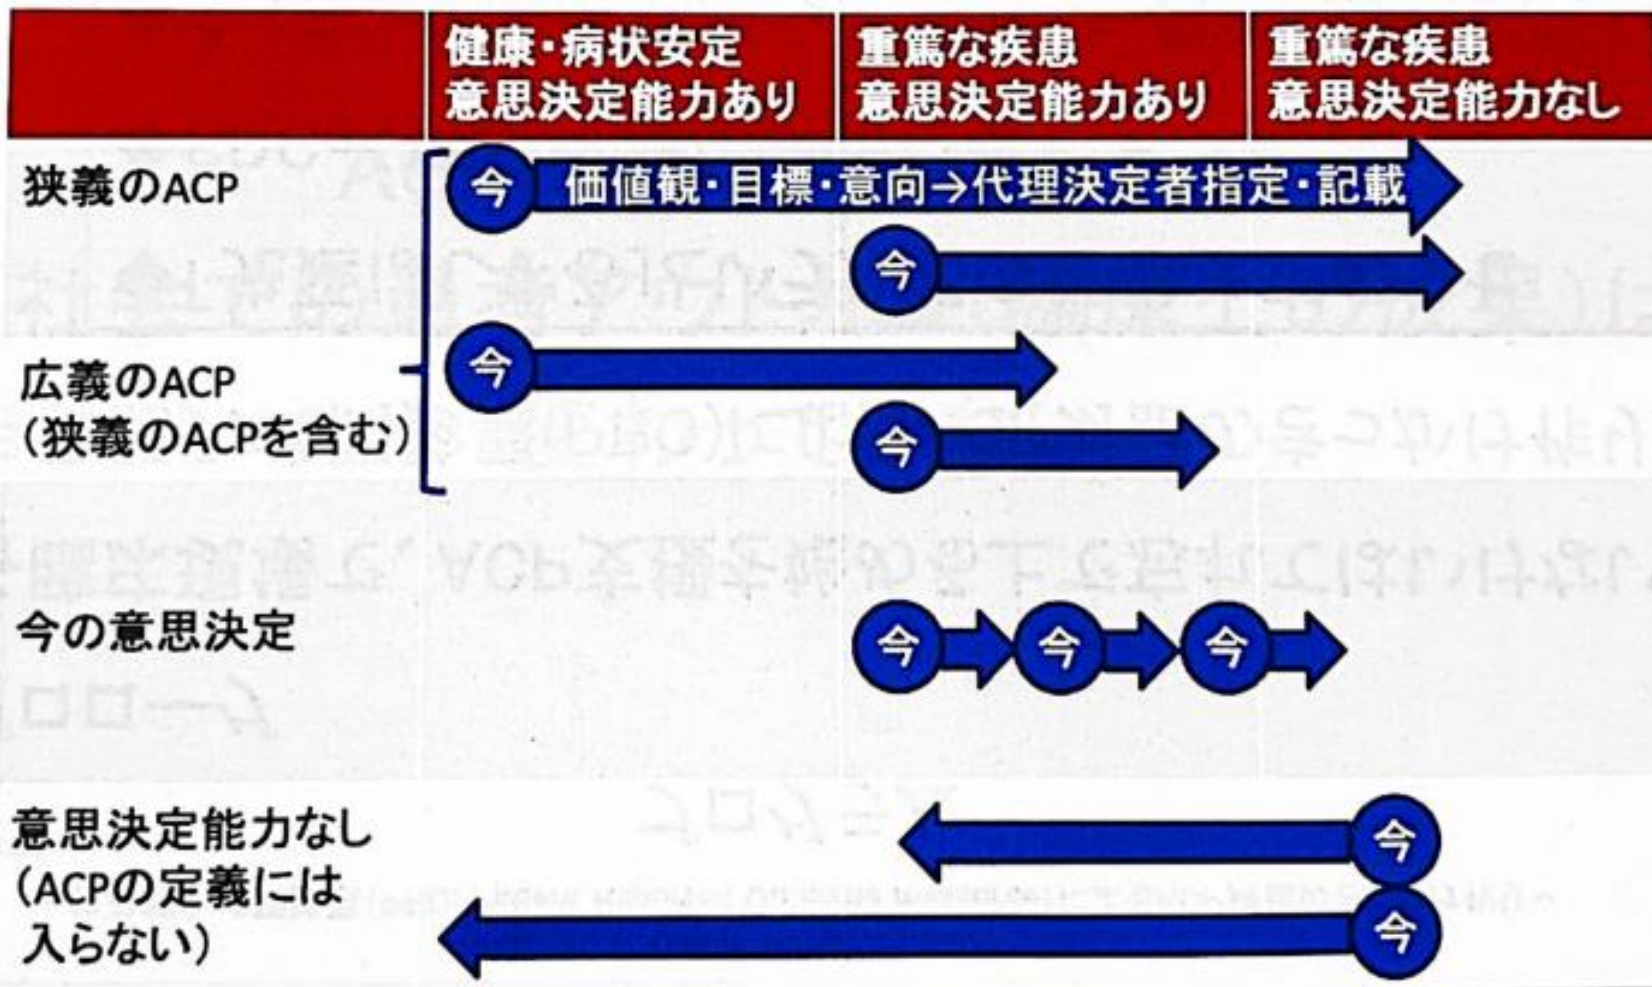 健康・病状安定
意思決定能力あり
重篤な疾患
意思決定能力あり
重篤な疾患
意思決定能力なし
狭義のACP
今
価値観・目標・意向→代理決定者指定・記載
今
広義のACP
(狭義のACPを含む)
今
今
今の意思決定
今
今
今
意思決定能力なし
(ACPの定義には
入らない)
今
今